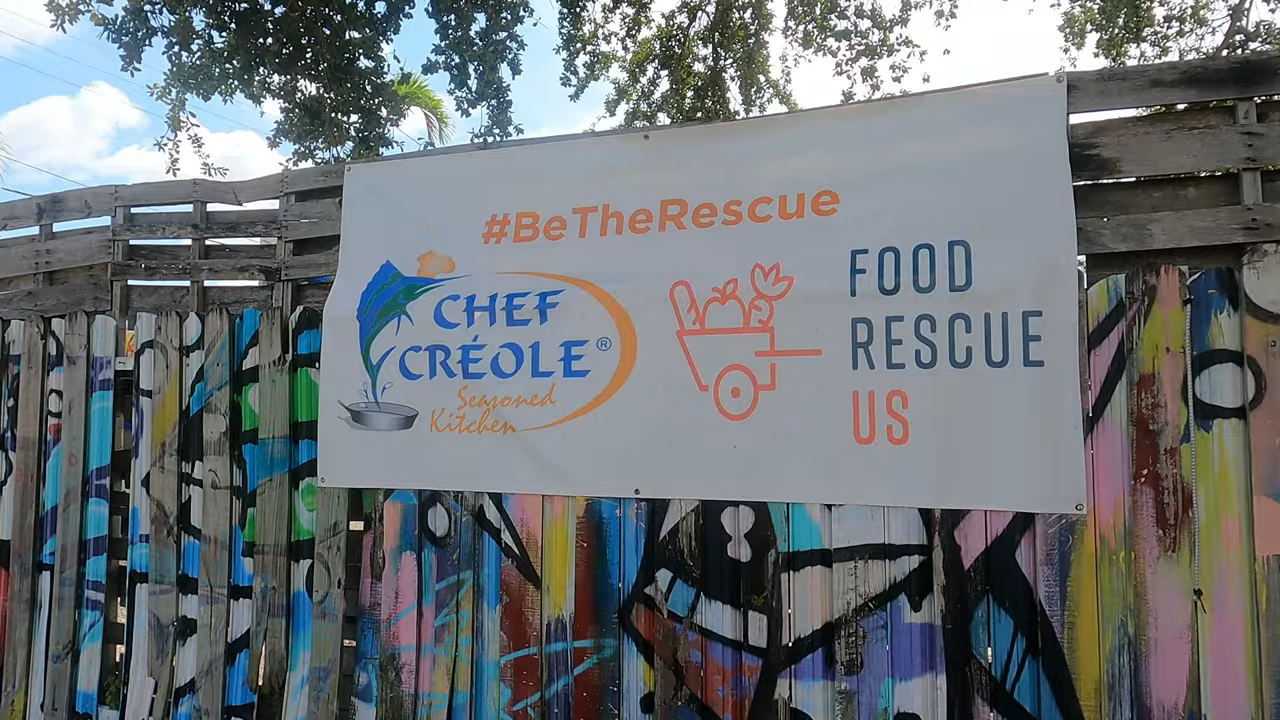 #BeTheRescue
CHEF
CRÉOLE®
Seasoned
Kitchen
FOOD
RESCUE
US